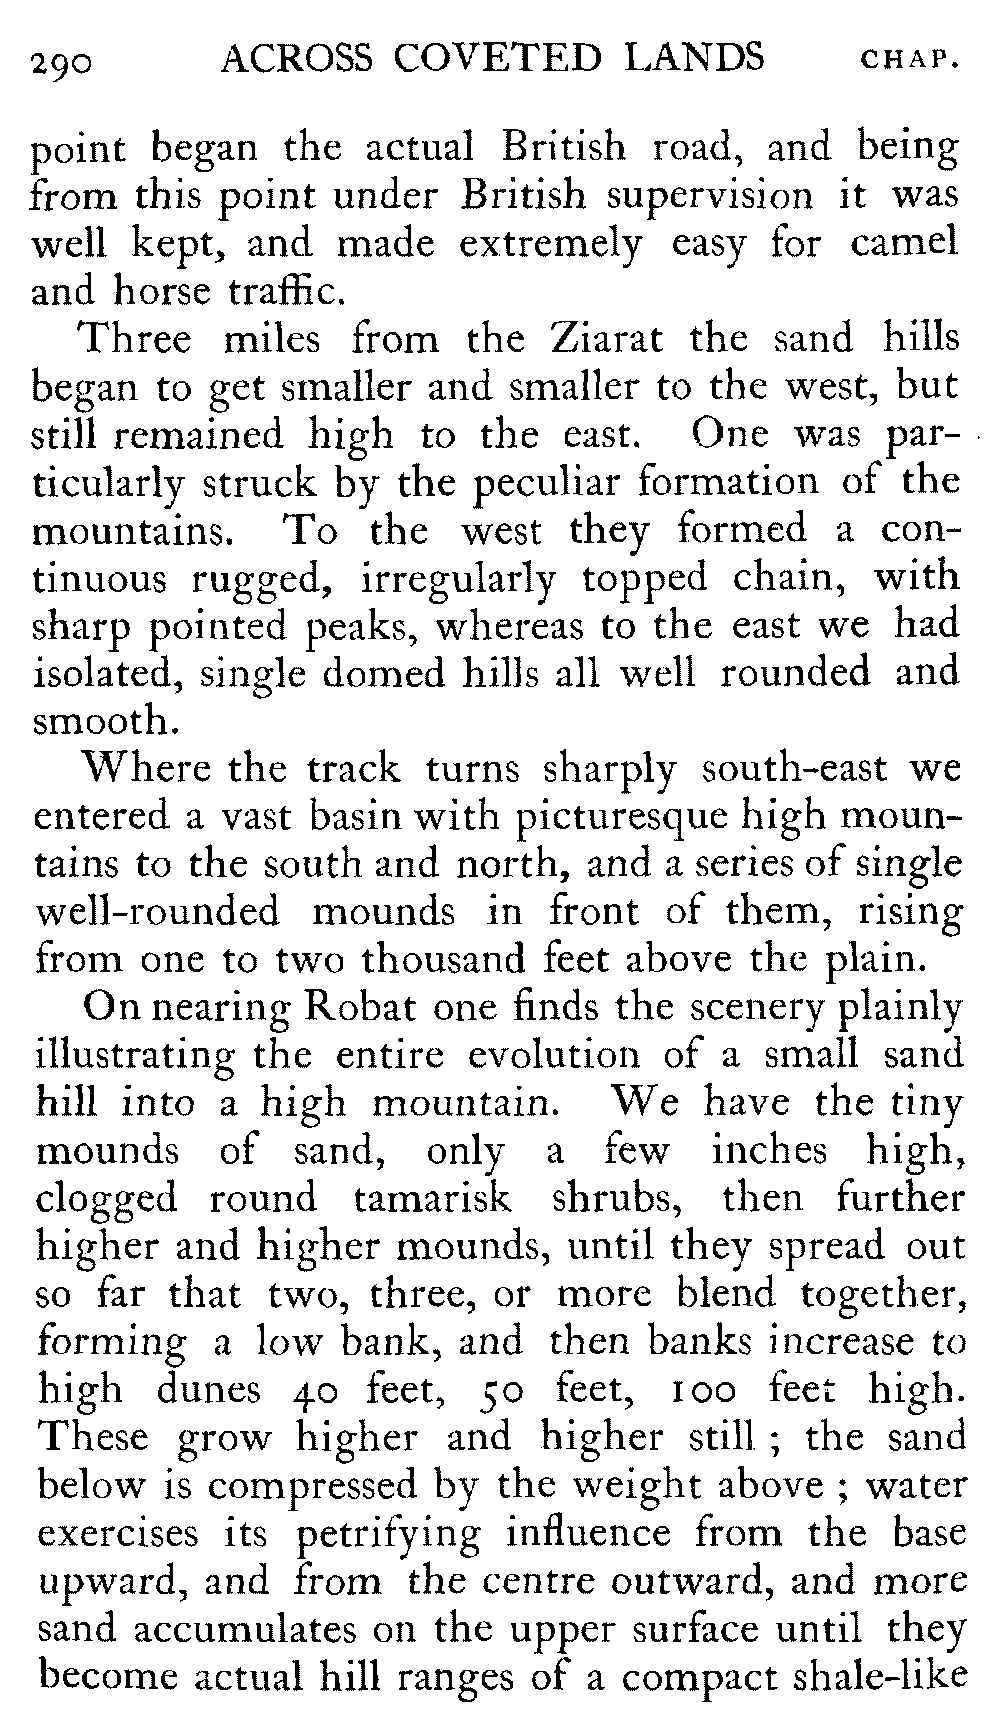 290 ACROSS COVETED LANDS CHAP.
point began the actual British road, and being
from this point under British supervision it was
well kept, and made extremely easy for camel
and horse traffic.
Three miles from the Ziarat the sand hills
began to get smaller and smaller to the west, but
still remained high to the east. One was par-
ticularly struck by the peculiar formation of the
mountains. To the west they formed a con-
tinuous rugged, irregularly topped chain, with
sharp pointed peaks, whereas to the east we had
isolated, single domed hills all well rounded and
smooth.
Where the track turns sharply south-east we
entered a vast basin with picturesque high moun-
tains to the south and north, and a series of single
well-rounded mounds in front of them, rising
from one to two thousand feet above the plain.
On nearing Robat one finds the scenery plainly
illustrating the entire evolution of a small sand
hill into a high mountain. We have the tiny
mounds of sand, only a few inches high,
clogged round tamarisk shrubs, then further
higher and higher mounds, until they spread out
so far that two, three, or more blend together,
forming a low bank, and then banks increase to
high dunes 40 feet, 50 feet, 100 feet high.
These grow higher and higher still ; the sand
below is compressed by the weight above ; water
exercises its petrifying influence from the base
upward, and from the centre outward, and more
sand accumulates on the upper surface until they
become actual hill ranges of a compact shale-like